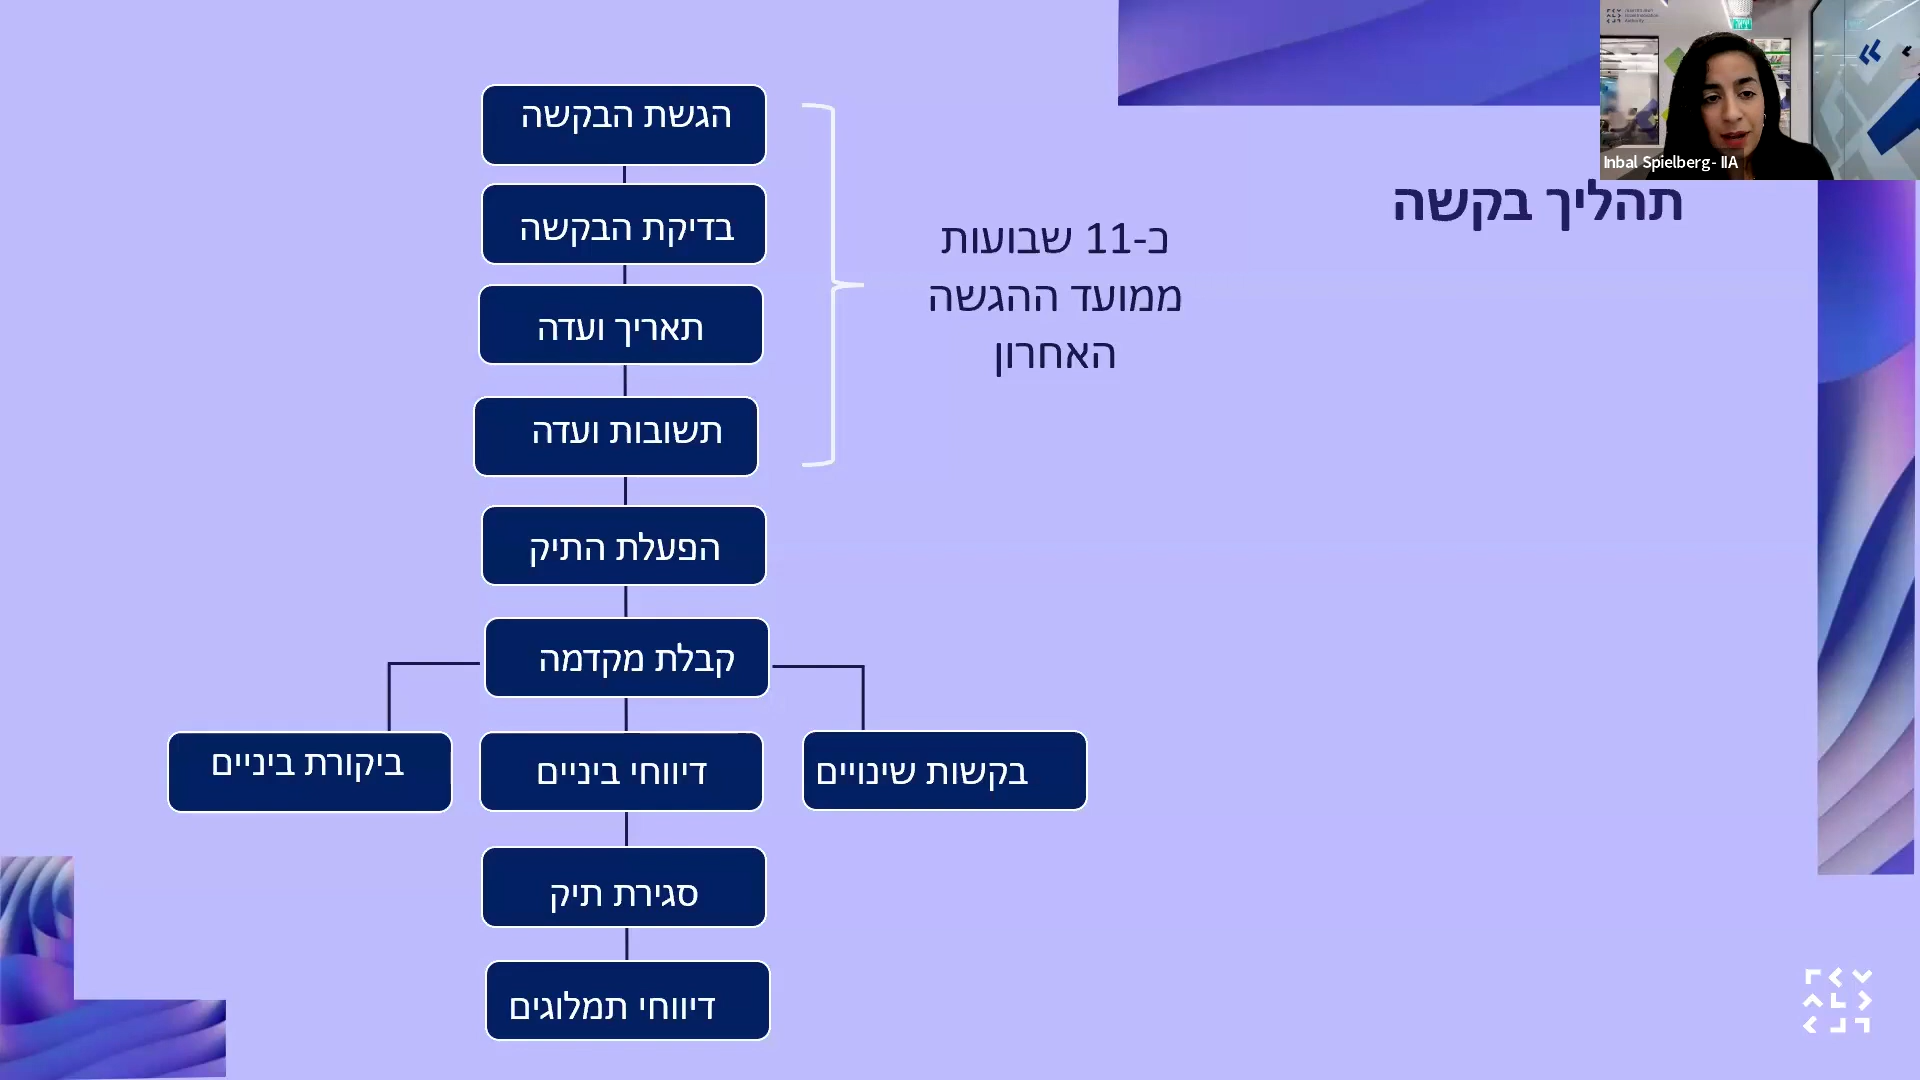 Inbal Spielberg- IIA
תהליך בקשה
הגשת הבקשה
בדיקת הבקשה
תאריך ועדה
תשובות ועדה
כ-11 שבועות
ממועד ההגשה
האחרון
הפעלת התיק
קבלת מקדמה
בקשות שינויים
דיווחי ביניים
ביקורת ביניים
סגירת תיק
דיווחי תמלוגים